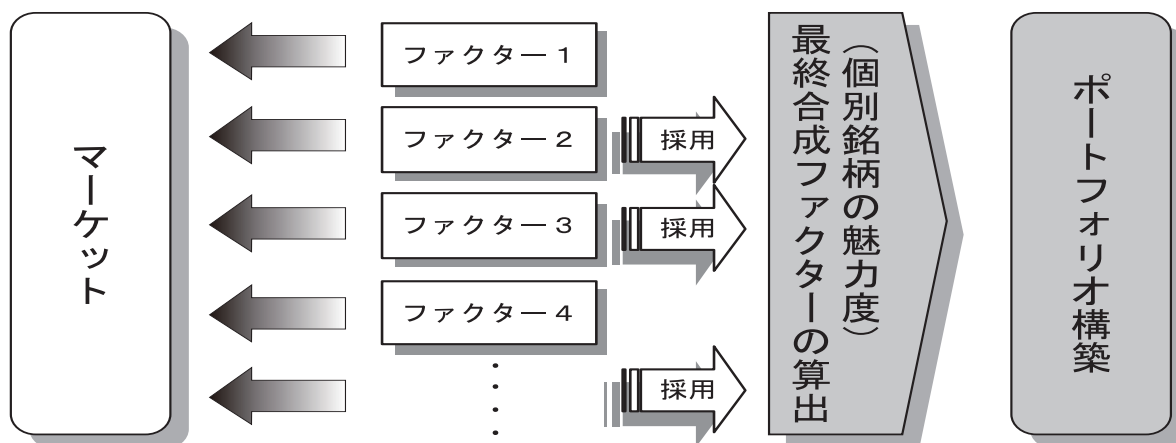 マーケット
ファクター1
ファクター2
採用
ファクター3
採用
ファクター4
採用
(個別銘柄の魅力度)
最終合成ファクターの算出
ポートフォリオ構築